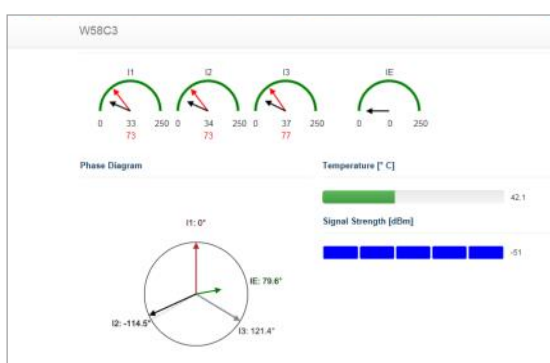 W58C3
I1 I2 I3 IE
0 33 250 0 34 250 0 37 250 0 0 250
73 73 77
Phase Diagram
Temperature [° C]
42.1
Signal Strength [dBm]
-51
I1: 0°
IE: 79.6°
I2: -114.5°
I3: 121.4°